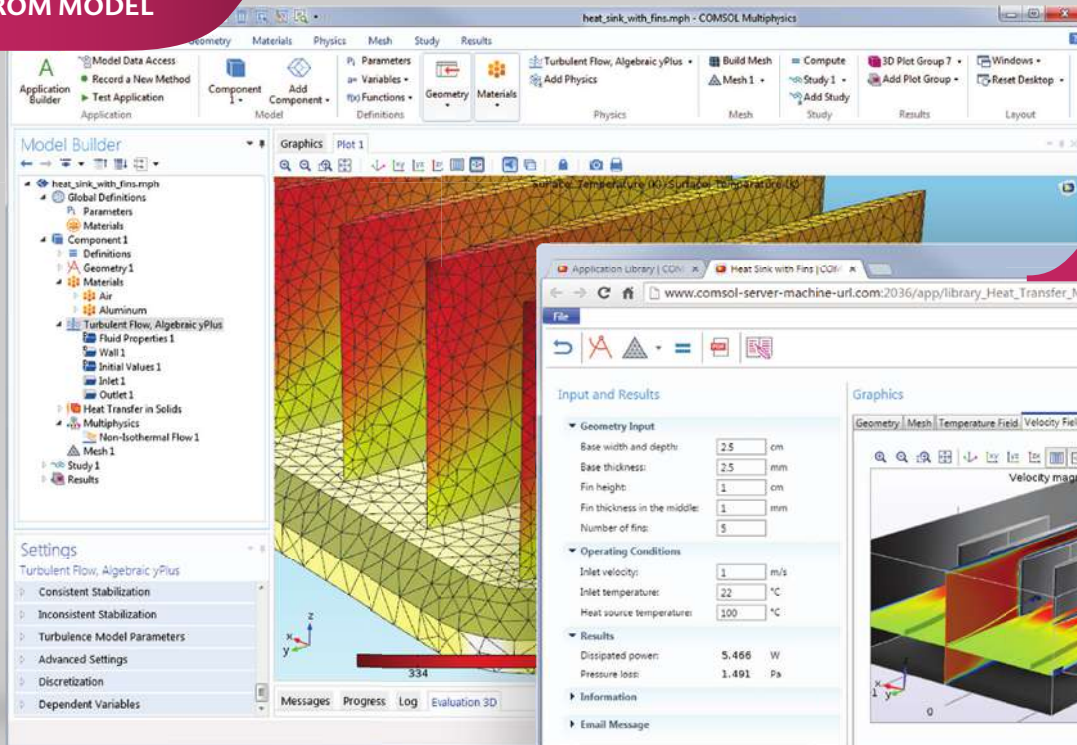 ROM MODEL
heat_sink_with_fins.mph - COMSOL Multiphysics
Geometry Materials Physics Mesh Study Results
Application Builder
Model Data Access
Record a New Method
Test Application
Application
Component 1
Add Component
Model
Pi Parameters
a= Variables
f(x) Functions
Definitions
Geometry
Materials
Turbulent Flow, Algebraic yPlus
Add Physics
Physics
Build Mesh
Mesh 1
Mesh
= Compute
Study 1
Add Study
Study
3D Plot Group 7
Add Plot Group
Results
Windows
Reset Desktop
Layout
Model Builder
heat_sink_with_fins.mph
Global Definitions
Pi Parameters
Materials
Component 1
Definitions
Geometry 1
Materials
Air
Aluminum
Turbulent Flow, Algebraic yPlus
Fluid Properties 1
Wall 1
Initial Values 1
Inlet 1
Outlet 1
Heat Transfer in Solids
Multiphysics
Non-Isothermal Flow 1
Mesh 1
Study 1
Results
Settings
Turbulent Flow, Algebraic yPlus
Consistent Stabilization
Inconsistent Stabilization
Turbulence Model Parameters
Advanced Settings
Discretization
Dependent Variables
Graphics Plot 1
Surface: Temperature (K) Surface: Temperature (K)
z
x
y
334
Messages Progress Log Evaluation 3D
Application Library | COM
Heat Sink with Fins | COM
www.comsol-server-machine-url.com:2036/app/library_Heat_Transfer_M
File
Input and Results
Geometry Input
Base width and depth: 2.5 cm
Base thickness: 2.5 mm
Fin height: 1 cm
Fin thickness in the middle: 1 mm
Number of fins: 5
Operating Conditions
Inlet velocity: 1 m/s
Inlet temperature: 22 °C
Heat source temperature: 100 °C
Results
Dissipated power: 5.466 W
Pressure loss: 1.491 Pa
Information
Email Message
Graphics
Geometry Mesh Temperature Field Velocity Fiel
Velocity magn
x
1 y
0